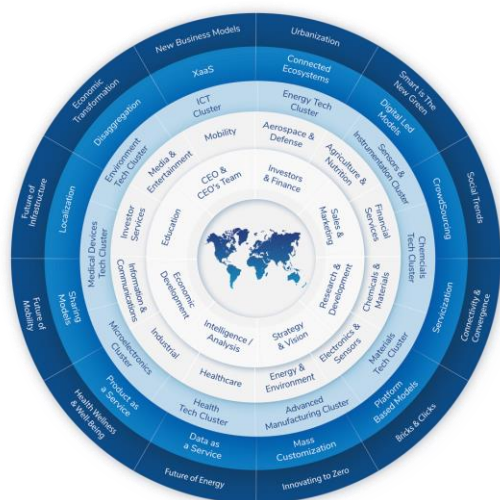 New Business Models
Urbanization
Smart is The
New Green
Social Trends
Connectivity &
Convergence
Bricks & Clicks
Innovating to Zero
Future of Energy
Health Wellness
& Well-Being
Future of
Mobility
Future of
Infrastructure
Economic
Transformation
XaaS
Connected
Ecosystems
Digital Led
Models
CrowdSourcing
Servicization
Platform
Based Models
Mass
Customization
Data as
a Service
Product as
a Service
Sharing
Models
Localization
Disaggregation
ICT
Cluster
Energy Tech
Cluster
Sensors &
Instrumentation Cluster
Chemcials
Tech Cluster
Materials
Tech Cluster
Advanced
Manufacturing Cluster
Health
Tech Cluster
Microelectronics
Cluster
Medical Devices
Tech Cluster
Environment
Tech Cluster
Mobility
Aerospace &
Defense
Agriculture &
Nutrition
Financial
Services
Chemicals &
Materials
Electronics &
Sensors
Energy &
Environment
Healthcare
Industrial
Information &
Communications
Investor
Services
Media &
Entertainment
CEO &
CEO's Team
Investors
& Finance
Sales &
Marketing
Research &
Development
Strategy
& Vision
Intelligence /
Analysis
Economic
Development
Education